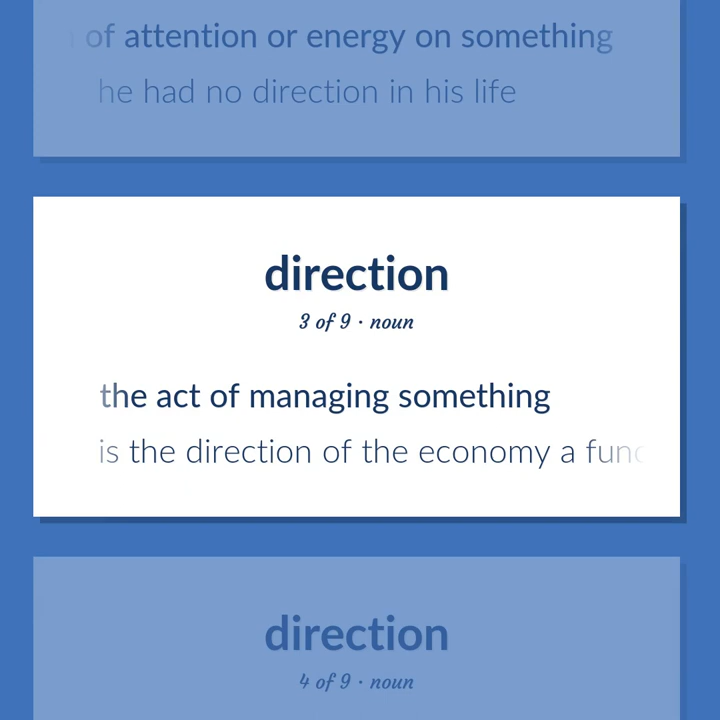 of attention or energy on something
he had no direction in his life
direction
3 of 9 · noun
the act of managing something
is the direction of the economy a func
direction
4 of 9 · noun